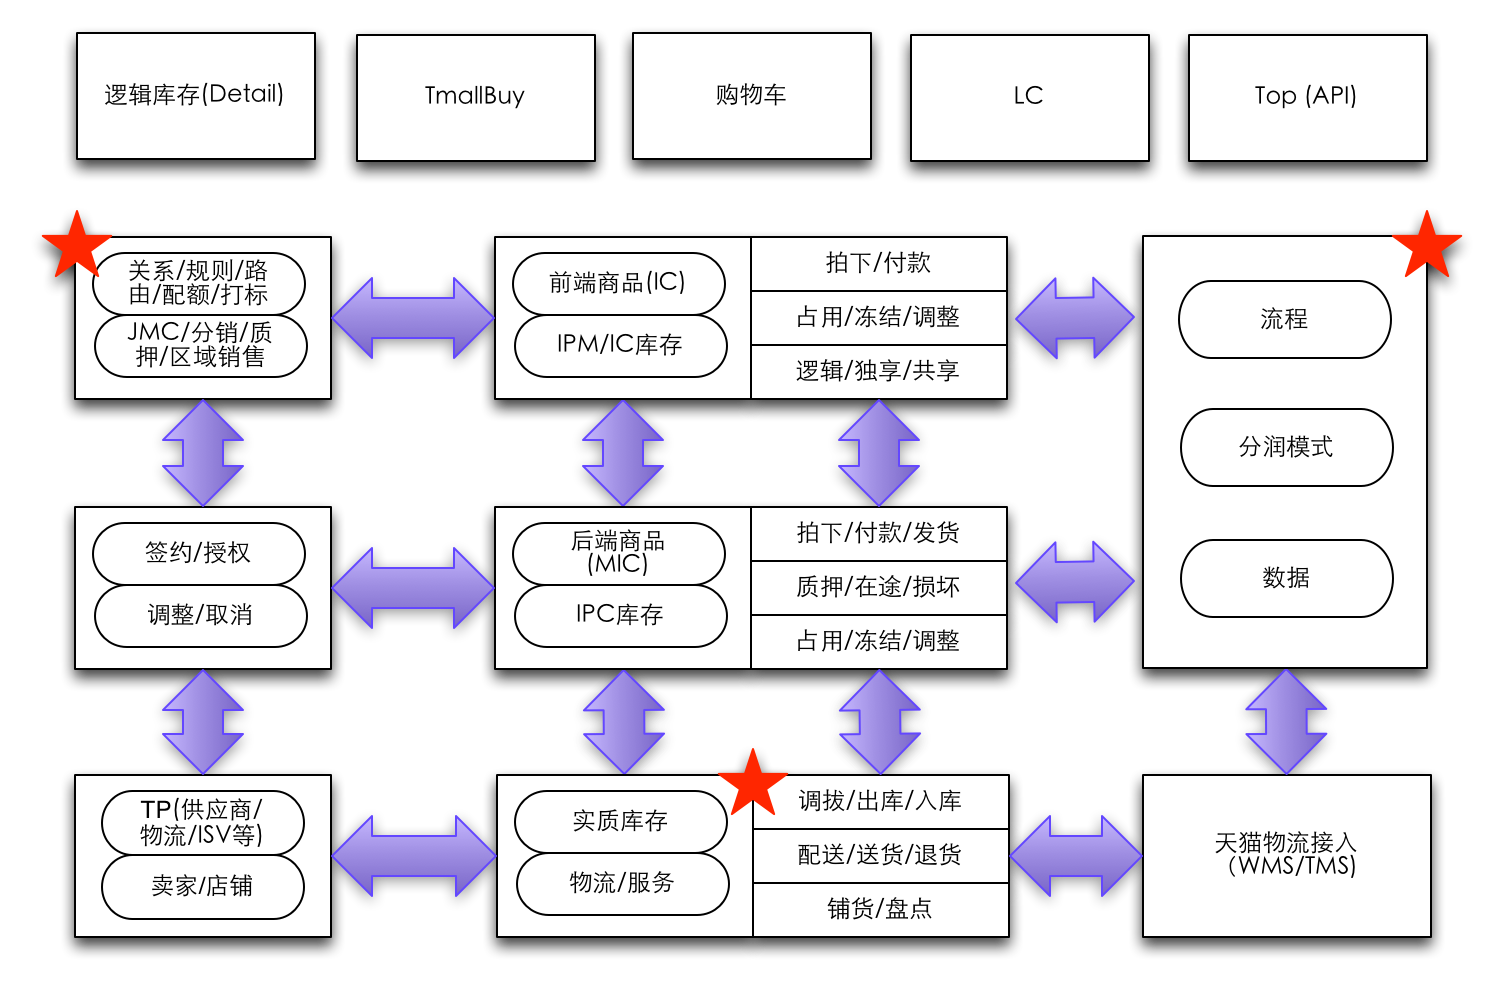 逻辑库存(Detail)
TmallBuy
购物车
LC
Top (API)
关系/规则/路
由/配额/打标
JMC/分销/质
押/区域销售
前端商品(IC)
IPM/IC库存
拍下/付款
占用/冻结/调整
逻辑/独享/共享
流程
分润模式
数据
签约/授权
调整/取消
后端商品
(MIC)
IPC库存
拍下/付款/发货
质押/在途/损坏
占用/冻结/调整
TP(供应商/
物流/ISV等)
卖家/店铺
实质库存
物流/服务
调拔/出库/入库
配送/送货/退货
铺货/盘点
天猫物流接入
（WMS/TMS)